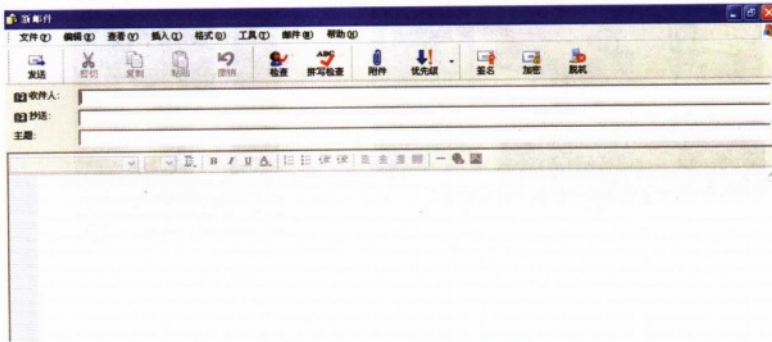 新邮件
文件(F) 编辑(E) 查看(V) 插入(I) 格式(O) 工具(T) 邮件(M) 帮助(H)
发送 剪切 复制 粘贴 撤销 检查 拼写检查 附件 优先级 签名 加密 脱机
收件人:
抄送:
主题:
B I U A